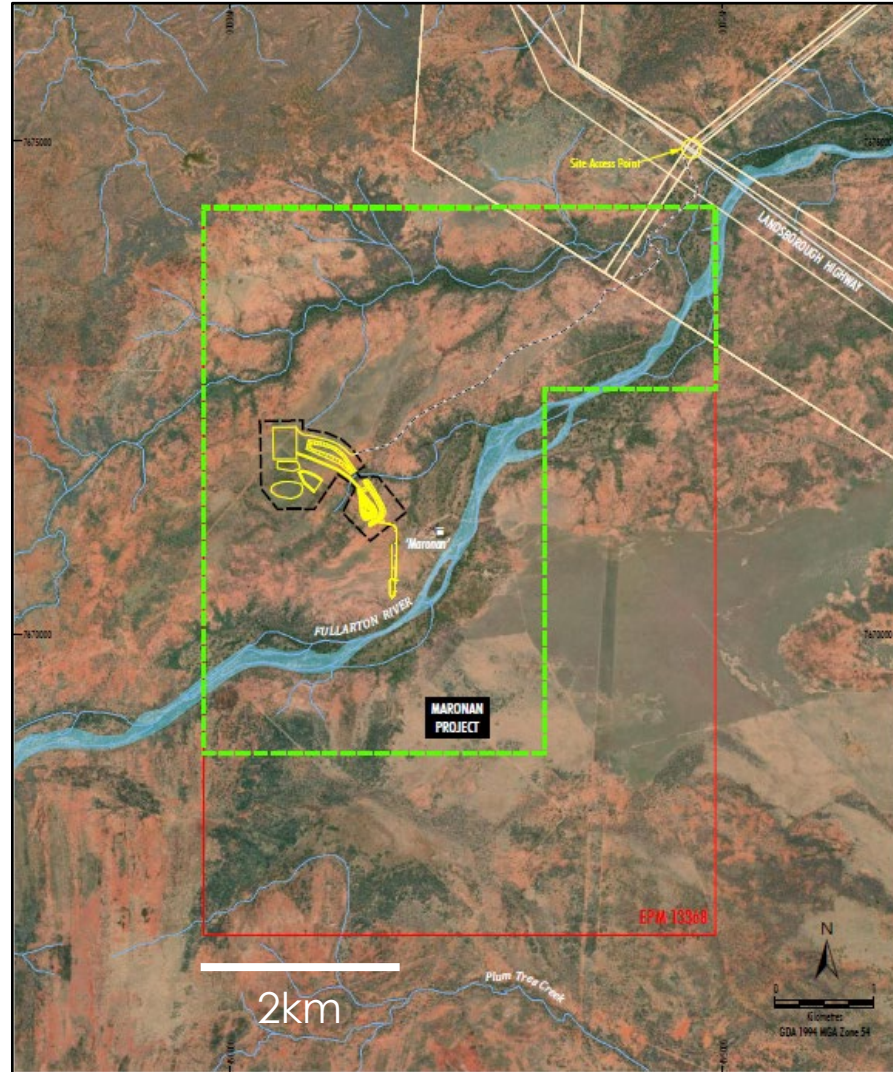 7675000
Site Access Point
LANDSBOROUGH HIGHWAY
'Maronan'
FULLARTON RIVER
7670000
7670000
MARONAN
PROJECT
EPM 13368
2km
Plum Tree Creek
N
0
1
Kilometres
GDA 1994 MGA Zone 54